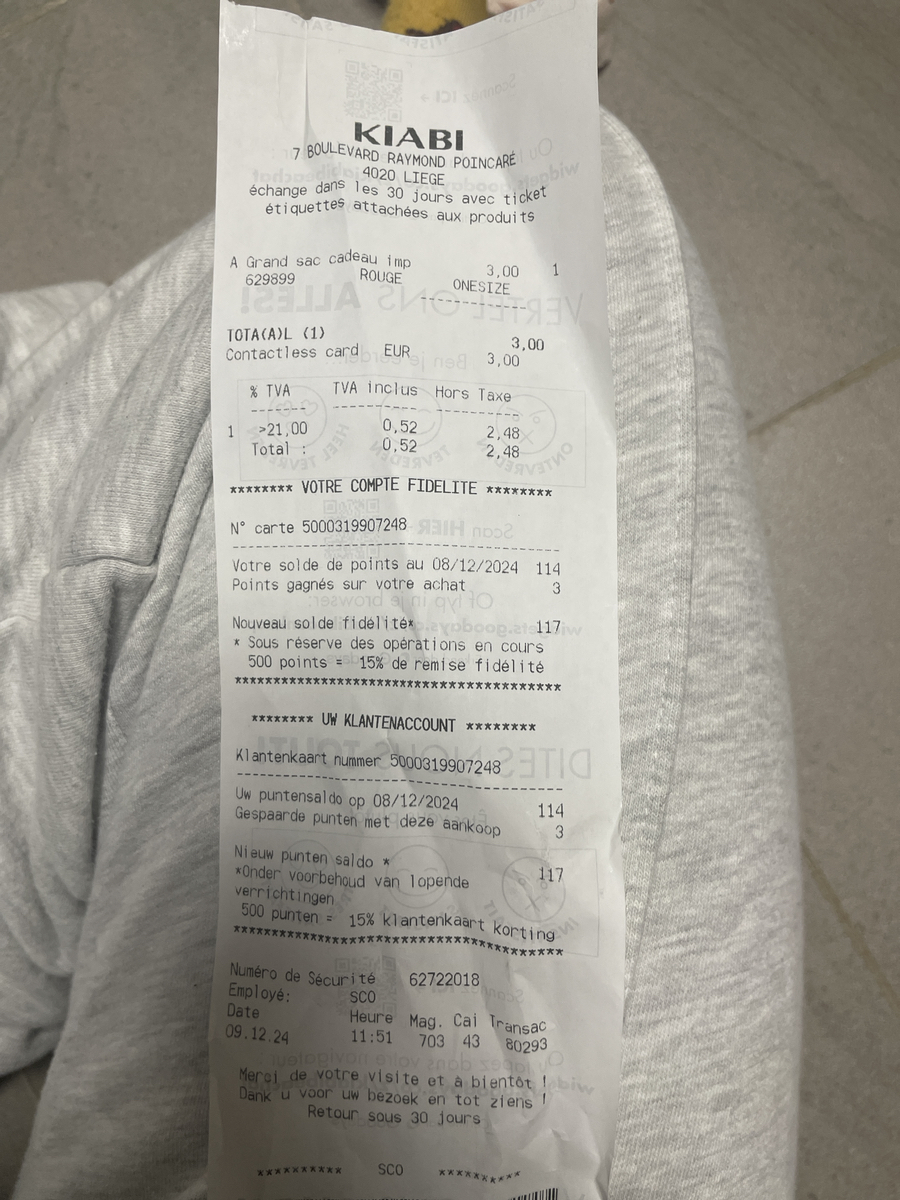 KIABI
7 BOULEVARD RAYMOND POINCARÉ
4020 LIEGE
échange dans les 30 jours avec ticket
étiquettes attachées aux produits
A Grand sac cadeau imp 3,00 1
629899 ROUGE ONESIZE
TOTA(A)L (1) 3,00
Contactless card EUR 3,00
% TVA TVA inclus Hors Taxe
1 >21,00 0,52 2,48
Total : 0,52 2,48
******** VOTRE COMPTE FIDELITE ********
N° carte 5000319907248
Votre solde de points au 08/12/2024 114
Points gagnés sur votre achat 3
Nouveau solde fidélité* 117
* Sous réserve des opérations en cours
500 points = 15% de remise fidélité
***************************************
******** UW KLANTENACCOUNT ********
Klantenkaart nummer 5000319907248
Uw puntensaldo op 08/12/2024 114
Gespaarde punten met deze aankoop 3
Nieuw punten saldo * 117
*Onder voorbehoud van lopende
verrichtingen
500 punten = 15% klantenkaart korting
***************************************
Numéro de Sécurité 62722018
Employé: SCO
Date Heure Mag. Cai Transac
09.12.24 11:51 703 43 80293
Merci de votre visite et à bientôt !
Dank u voor uw bezoek en tot ziens !
Retour sous 30 jours
********** SCO **********